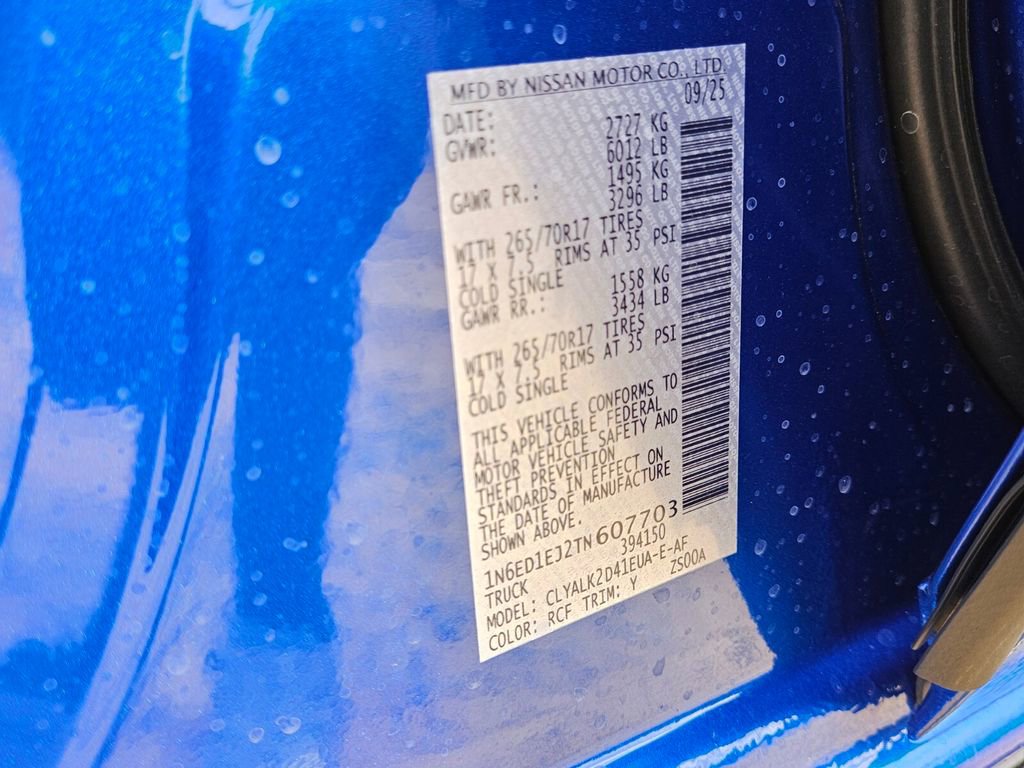 MFD BY NISSAN MOTOR CO., LTD.
DATE: 09/25
GVWR: 2727 KG
6012 LB
GAWR FR.: 1495 KG
3296 LB
WITH 265/70R17 TIRES
17 X 7.5 RIMS AT 35 PSI
COLD SINGLE
GAWR RR.: 1558 KG
3434 LB
WITH 265/70R17 TIRES
17 X 7.5 RIMS AT 35 PSI
COLD SINGLE
THIS VEHICLE CONFORMS TO
ALL APPLICABLE FEDERAL
MOTOR VEHICLE SAFETY AND
THEFT PREVENTION
STANDARDS IN EFFECT ON
THE DATE OF MANUFACTURE
SHOWN ABOVE.
1N6ED1EJ2TN607703
TRUCK 394150
MODEL: CLYALK2D41EUA-E-AF
COLOR: RCF TRIM: Y ZS00A